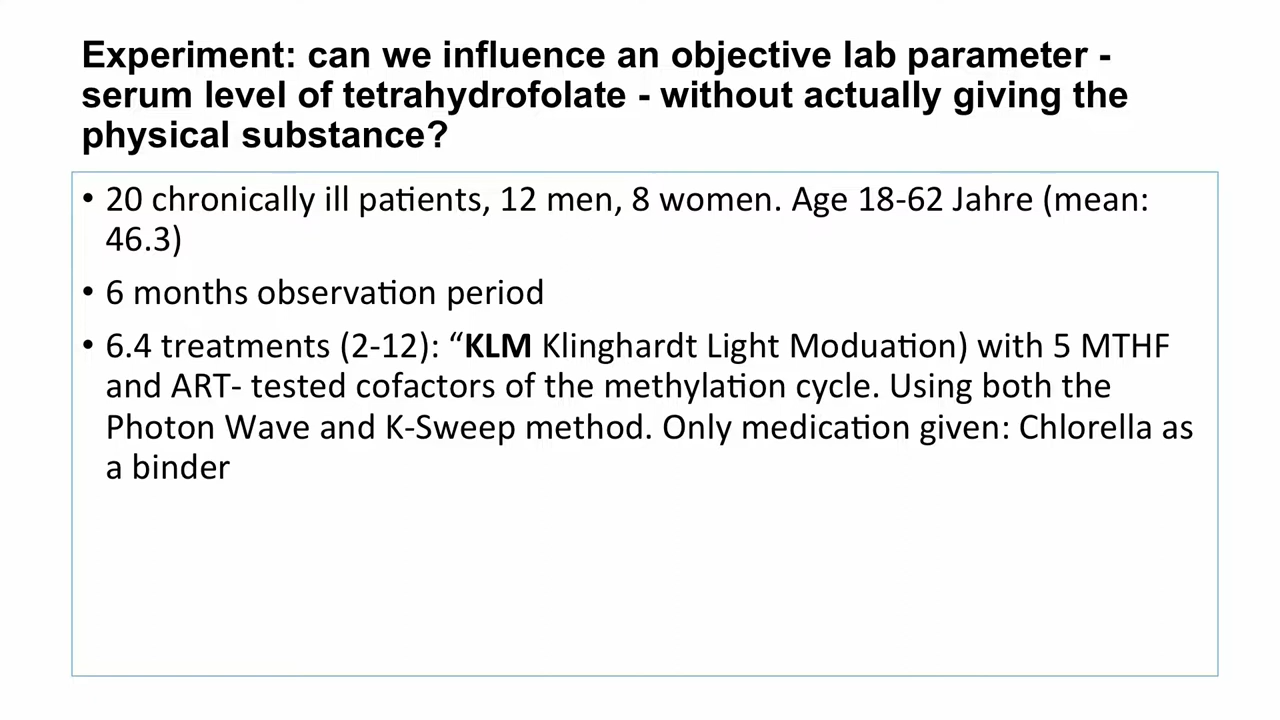 Experiment: can we influence an objective lab parameter -
serum level of tetrahydrofolate - without actually giving the
physical substance?
• 20 chronically ill patients, 12 men, 8 women. Age 18-62 Jahre (mean:
46.3)
• 6 months observation period
• 6.4 treatments (2-12): “KLM Klinghardt Light Moduation) with 5 MTHF
and ART- tested cofactors of the methylation cycle. Using both the
Photon Wave and K-Sweep method. Only medication given: Chlorella as
a binder